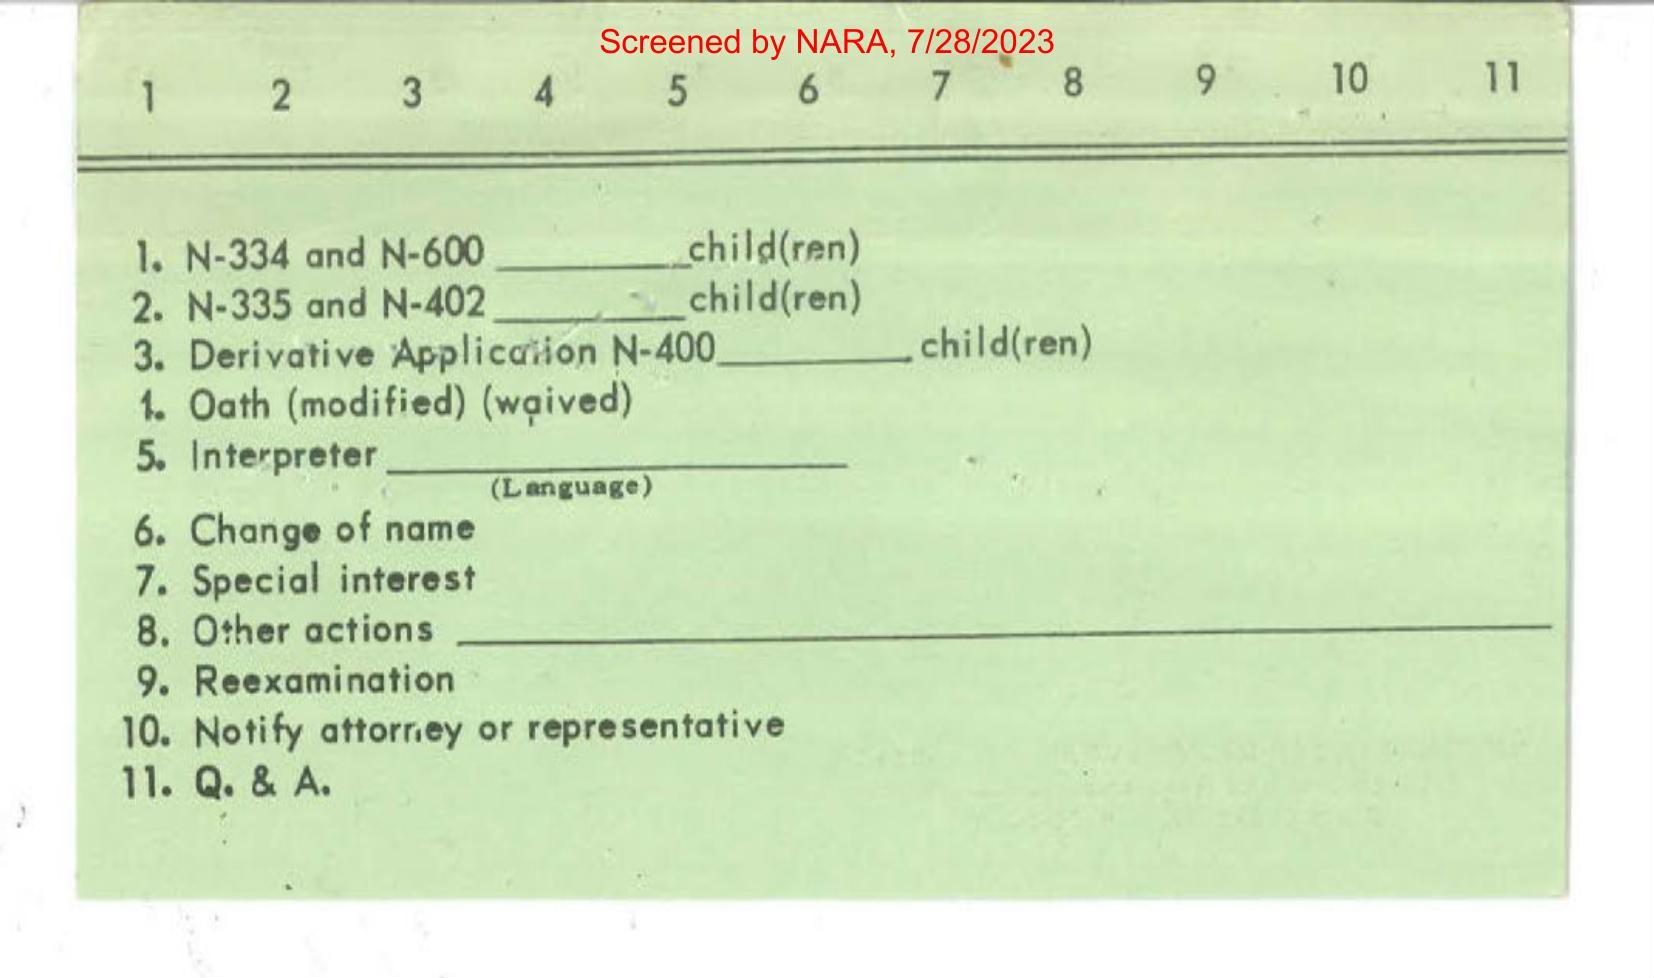 Screened by NARA, 7/28/2023
1 2 3 4 5 6 7 8 9 10 11
1. N-334 and N-600 ________ child(ren)
2. N-335 and N-402 ________ child(ren)
3. Derivative Application N-400 ________ child(ren)
4. Oath (modified) (waived)
5. Interpreter ________
(Language)
6. Change of name
7. Special interest
8. Other actions ________
9. Reexamination
10. Notify attorney or representative
11. Q. & A.